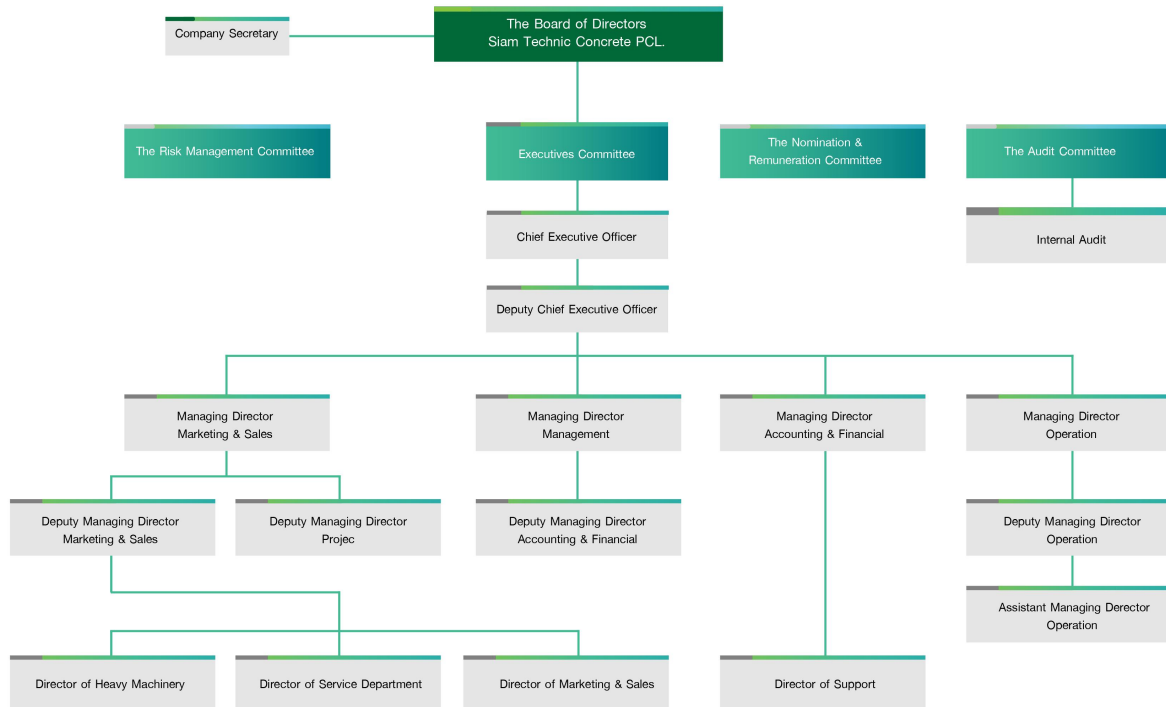 The Board of Directors
Siam Technic Concrete PCL.
Company Secretary
The Risk Management Committee
Executives Committee
The Nomination &
Remuneration Committee
The Audit Committee
Chief Executive Officer
Internal Audit
Deputy Chief Executive Officer
Managing Director
Marketing & Sales
Managing Director
Management
Managing Director
Accounting & Financial
Managing Director
Operation
Deputy Managing Director
Marketing & Sales
Deputy Managing Director
Projec
Deputy Managing Director
Accounting & Financial
Deputy Managing Director
Operation
Assistant Managing Derector
Operation
Director of Heavy Machinery
Director of Service Department
Director of Marketing & Sales
Director of Support